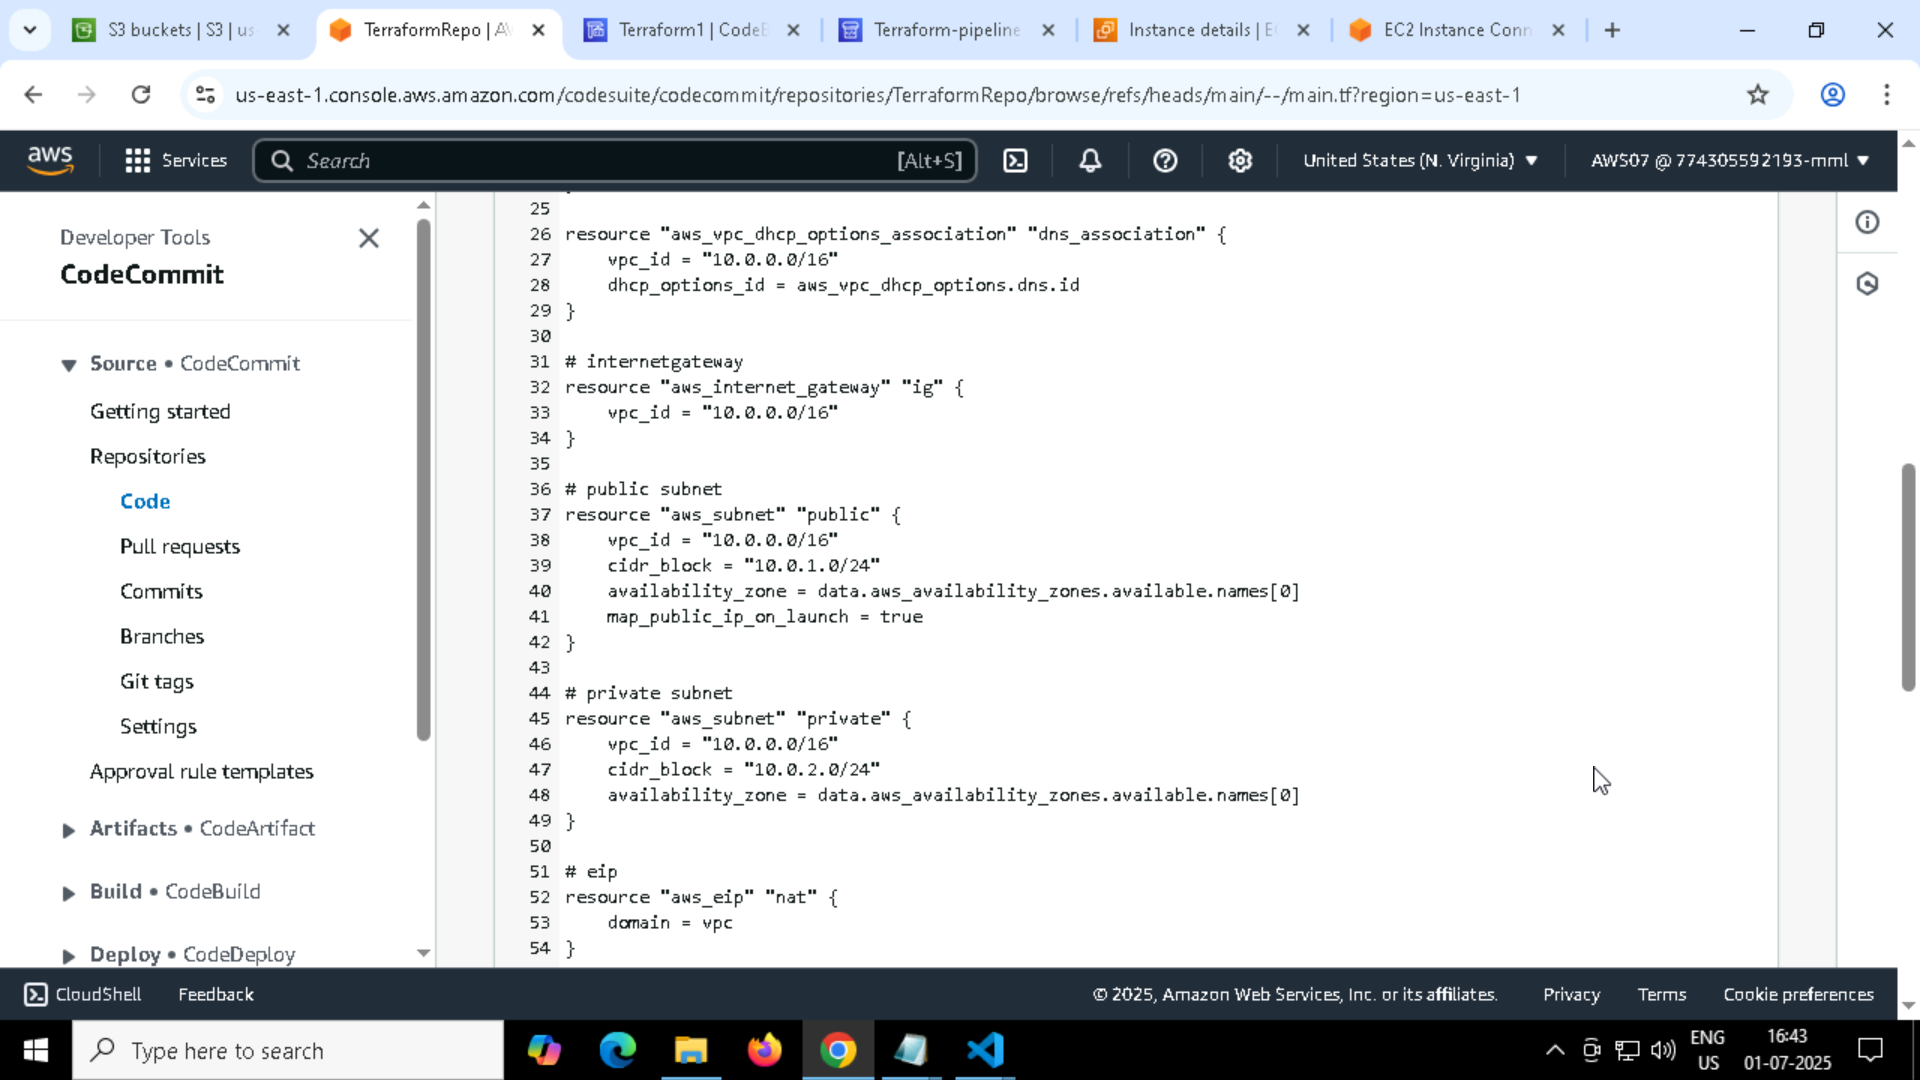 S3 buckets | S3 | us
TerraformRepo | A
Terraform1 | CodeB
Terraform-pipeline
Instance details | E
EC2 Instance Conn
us-east-1.console.aws.amazon.com/codesuite/codecommit/repositories/TerraformRepo/browse/refs/heads/main/--/main.tf?region=us-east-1
aws
Services
Search
[Alt+S]
United States (N. Virginia)
AWS07 @ 774305592193-mml
Developer Tools
CodeCommit
Source • CodeCommit
Getting started
Repositories
Code
Pull requests
Commits
Branches
Git tags
Settings
Approval rule templates
Artifacts • CodeArtifact
Build • CodeBuild
Deploy • CodeDeploy
25
26 resource "aws_vpc_dhcp_options_association" "dns_association" {
27 vpc_id = "10.0.0.0/16"
28 dhcp_options_id = aws_vpc_dhcp_options.dns.id
29 }
30
31 # internetgateway
32 resource "aws_internet_gateway" "ig" {
33 vpc_id = "10.0.0.0/16"
34 }
35
36 # public subnet
37 resource "aws_subnet" "public" {
38 vpc_id = "10.0.0.0/16"
39 cidr_block = "10.0.1.0/24"
40 availability_zone = data.aws_availability_zones.available.names[0]
41 map_public_ip_on_launch = true
42 }
43
44 # private subnet
45 resource "aws_subnet" "private" {
46 vpc_id = "10.0.0.0/16"
47 cidr_block = "10.0.2.0/24"
48 availability_zone = data.aws_availability_zones.available.names[0]
49 }
50
51 # eip
52 resource "aws_eip" "nat" {
53 domain = vpc
54 }
CloudShell
Feedback
© 2025, Amazon Web Services, Inc. or its affiliates.
Privacy
Terms
Cookie preferences
Type here to search
ENG
US
16:43
01-07-2025